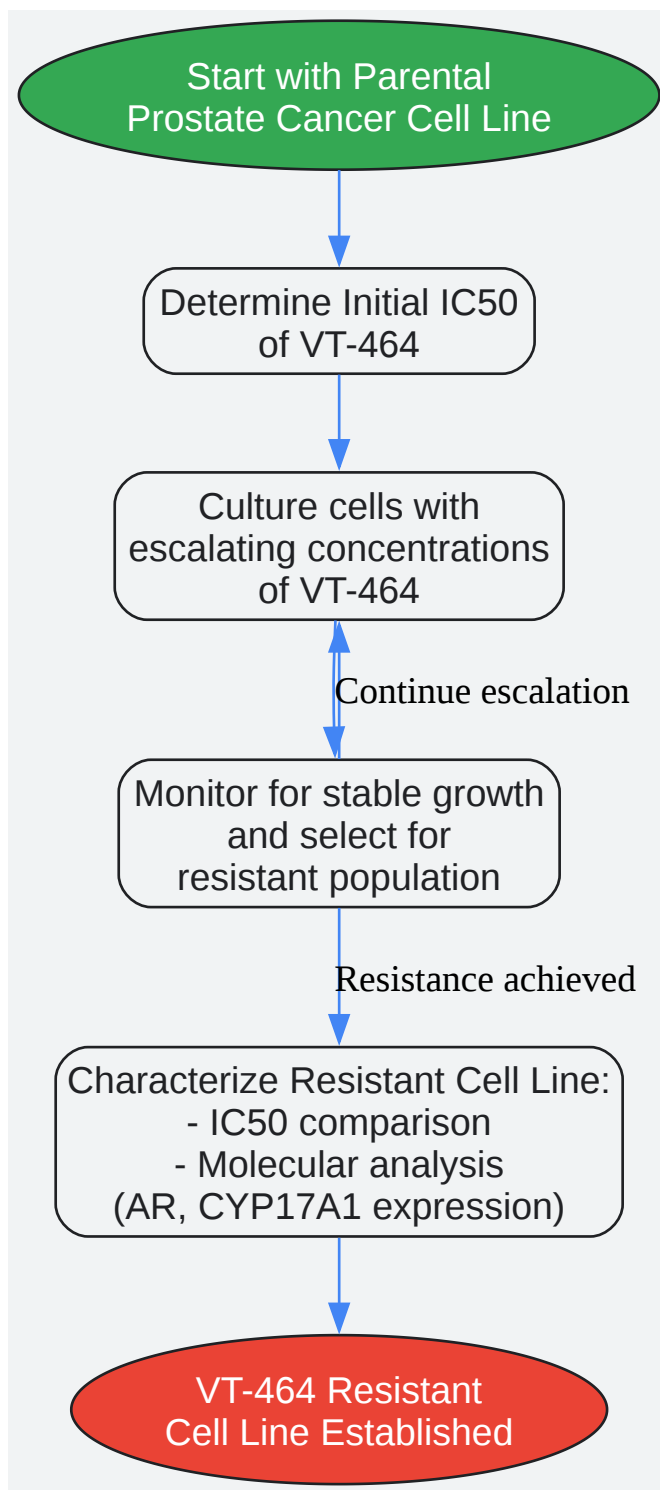 Start with Parental
Prostate Cancer Cell Line
Determine Initial IC50
of VT-464
Culture cells with
escalating concentrations
of VT-464
Continue escalation
Monitor for stable growth
and select for
resistant population
Resistance achieved
Characterize Resistant Cell Line:
- IC50 comparison
- Molecular analysis
(AR, CYP17A1 expression)
VT-464 Resistant
Cell Line Established